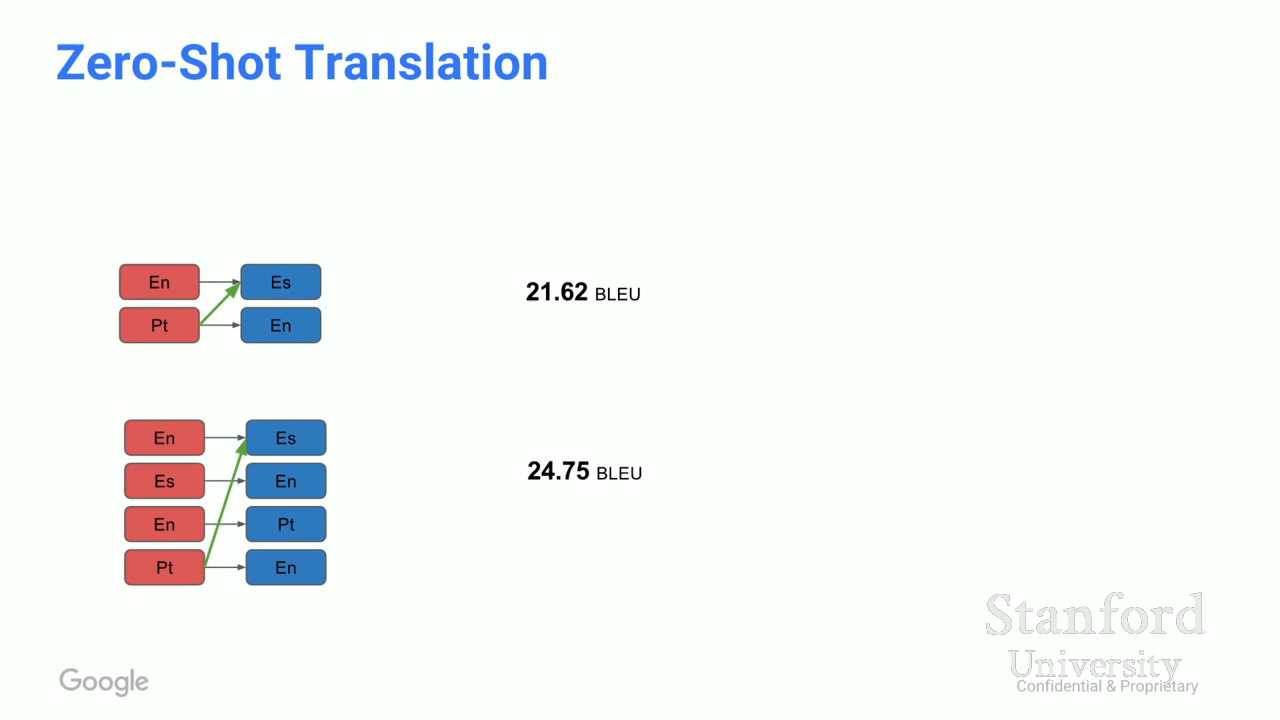 Zero-Shot Translation
En Es
Pt En
21.62 BLEU
En Es
Es En
En Pt
Pt En
24.75 BLEU
Stanford
University
Google
Confidential & Proprietary